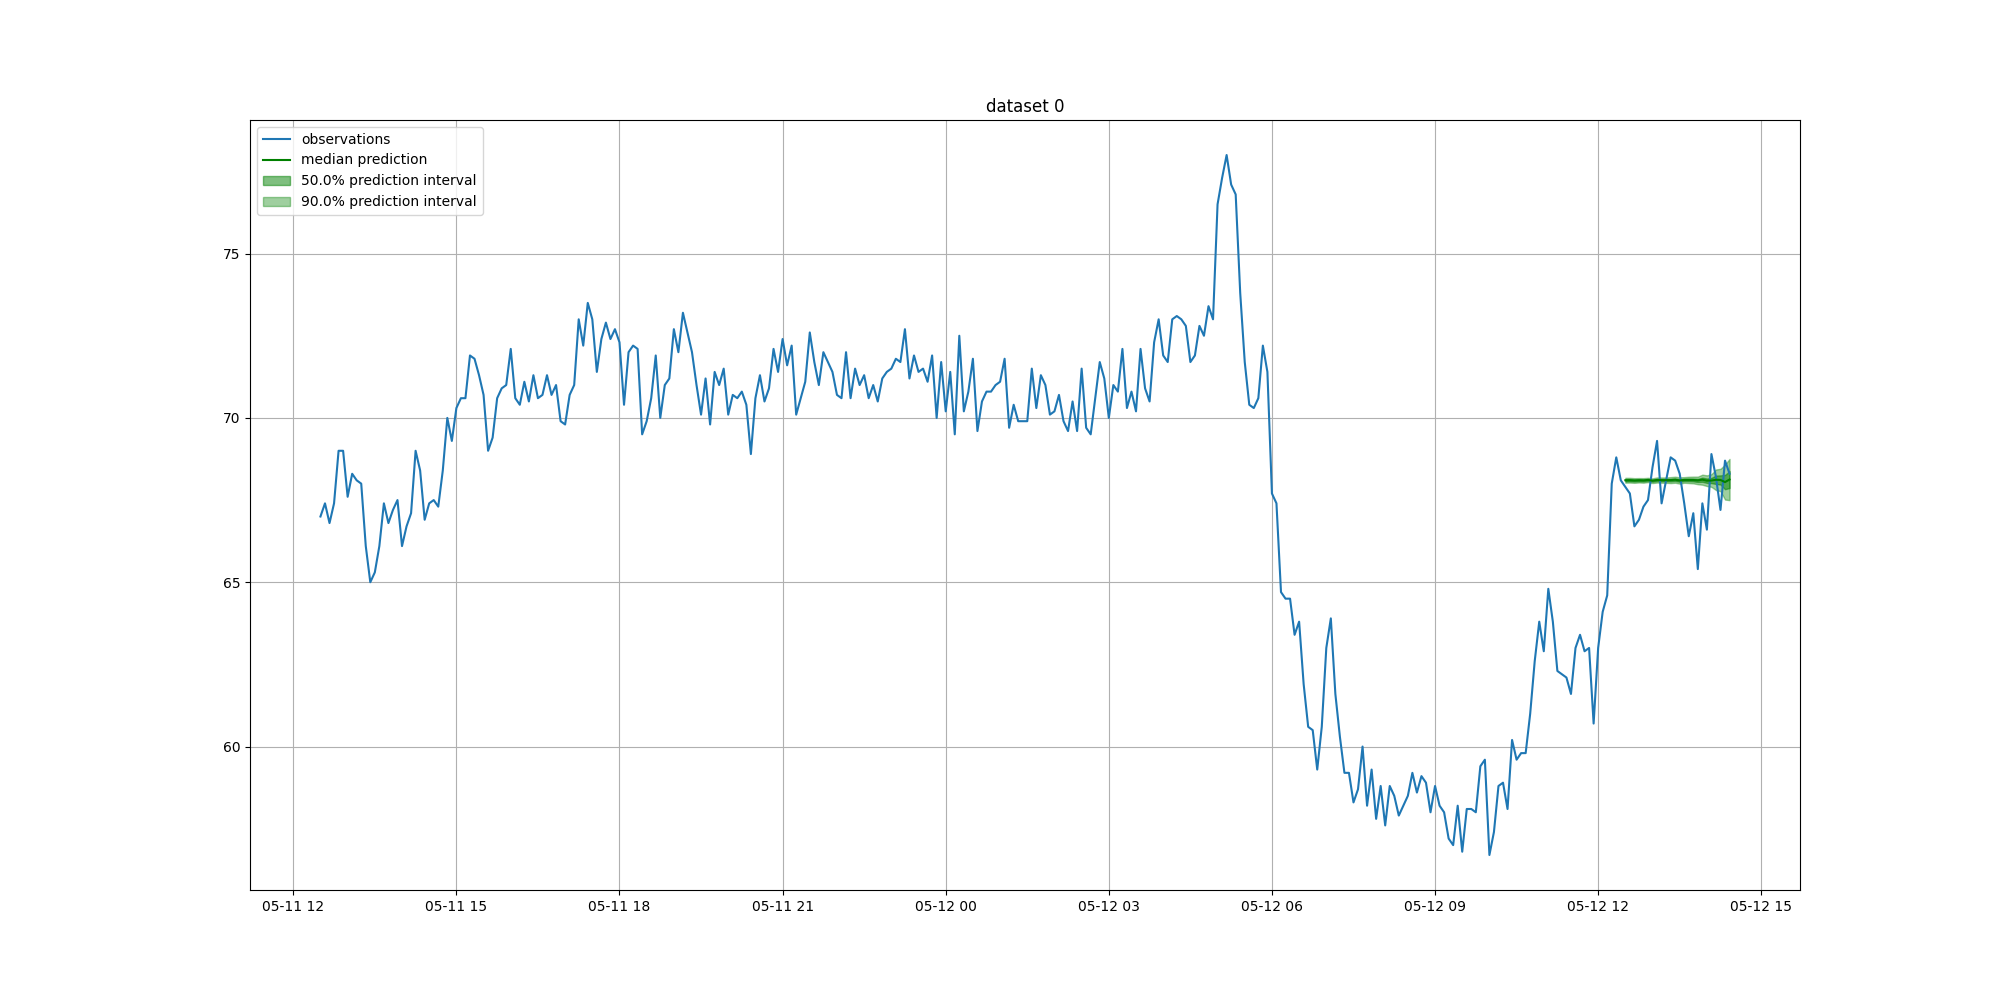 dataset 0
observations
median prediction
50.0% prediction interval
90.0% prediction interval
75
70
65
60
05-11 12 05-11 15 05-11 18 05-11 21 05-12 00 05-12 03 05-12 06 05-12 09 05-12 12 05-12 15